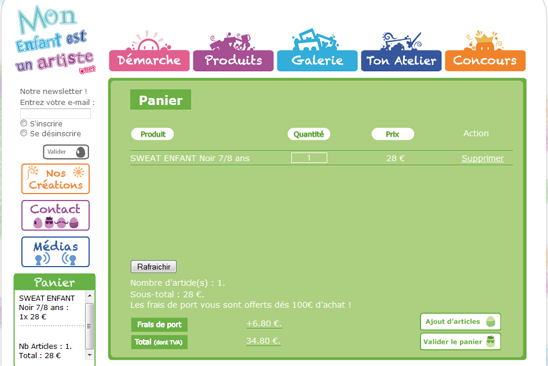 Mon
Enfant est
un artiste
.com
Démarche
Produits
Galerie
Ton Atelier
Concours
Notre newsletter !
Entrez votre e-mail :
S'inscrire
Se désinscrire
Valider
Nos
Créations
Contact
Médias
Panier
SWEAT ENFANT
Noir 7/8 ans :
1x 28 €
Nb Articles : 1.
Total : 28 €
Panier
Produit Quantité Prix Action
SWEAT ENFANT Noir 7/8 ans 1 28 € Supprimer
Rafraichir
Nombre d'article(s) : 1.
Sous-total : 28 €.
Les frais de port vous sont offerts dés 100€ d'achat !
Frais de port +6.80 €.
Total (dont TVA) 34.80 €.
Ajout d'articles
Valider le panier